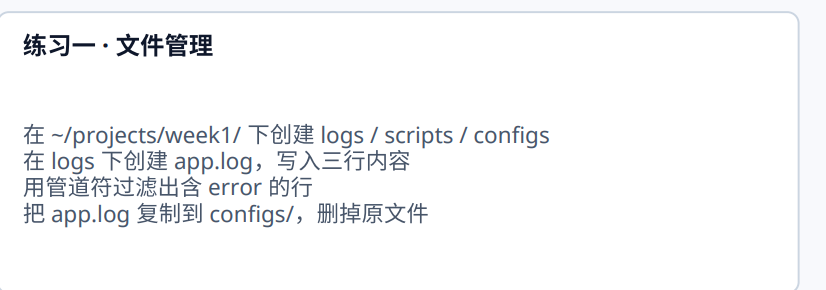 练习一 · 文件管理
在 ~/projects/week1/ 下创建 logs / scripts / configs
在 logs 下创建 app.log，写入三行内容
用管道符过滤出含 error 的行
把 app.log 复制到 configs/，删掉原文件